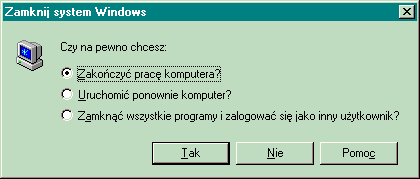 Zamknij system Windows
Czy na pewno chcesz:
Zakończyć pracę komputera?
Uruchomić ponownie komputer?
Zamknąć wszystkie programy i zalogować się jako inny użytkownik?
Tak Nie Pomoc